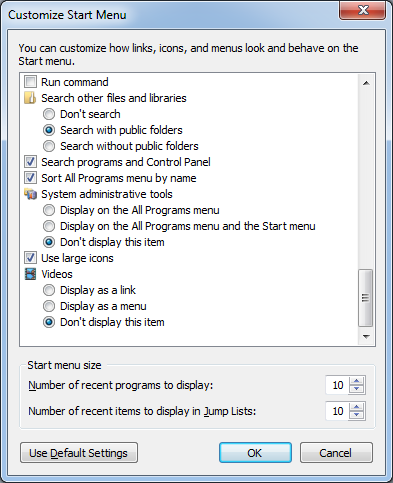 Customize Start Menu
You can customize how links, icons, and menus look and behave on the
Start menu.
Run command
Search other files and libraries
Don't search
Search with public folders
Search without public folders
Search programs and Control Panel
Sort All Programs menu by name
System administrative tools
Display on the All Programs menu
Display on the All Programs menu and the Start menu
Don't display this item
Use large icons
Videos
Display as a link
Display as a menu
Don't display this item
Start menu size
Number of recent programs to display: 10
Number of recent items to display in Jump Lists: 10
Use Default Settings OK Cancel